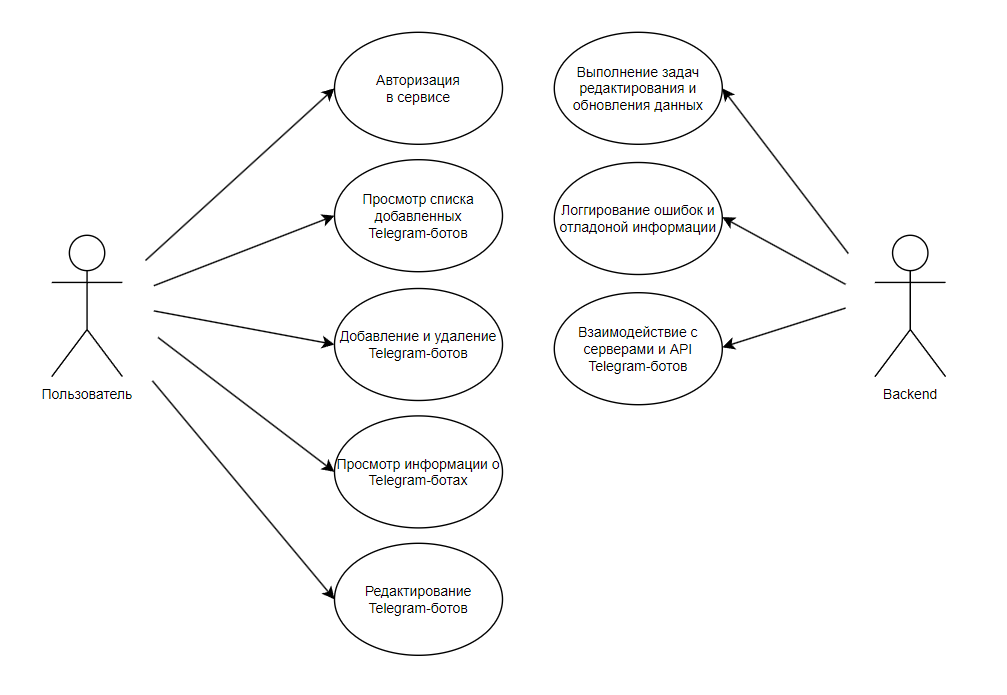 Авторизация
в сервисе
Просмотр списка
добавленных
Telegram-ботов
Добавление и удаление
Telegram-ботов
Просмотр информации о
Telegram-ботах
Редактирование
Telegram-ботов
Пользователь
Выполнение задач
редактирования и
обновления данных
Логгирование ошибок и
отладоной информации
Взаимодействие с
серверами и API
Telegram-ботов
Backend